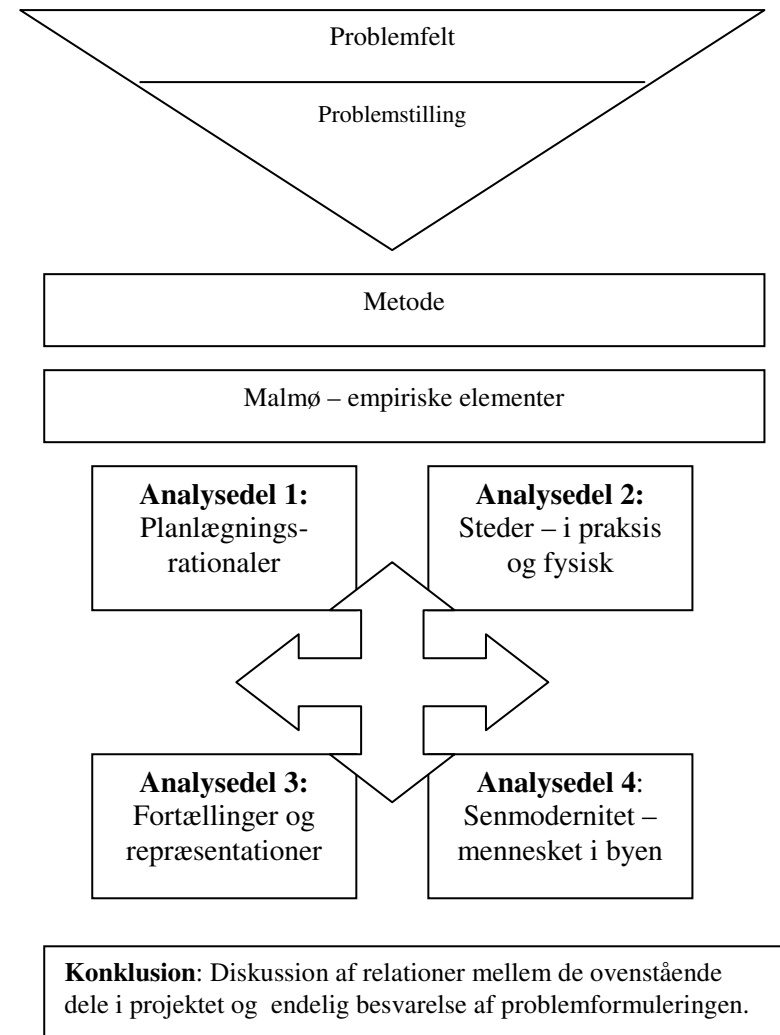 Problemfelt
Problemstilling
Metode
Malmø – empiriske elementer
Analysedel 1:
Planlægnings-
rationaler
Analysedel 2:
Steder – i praksis
og fysisk
Analysedel 3:
Fortællinger og
repræsentationer
Analysedel 4:
Senmodernitet –
mennesket i byen
Konklusion: Diskussion af relationer mellem de ovenstående
dele i projektet og  endelig besvarelse af problemformuleringen.